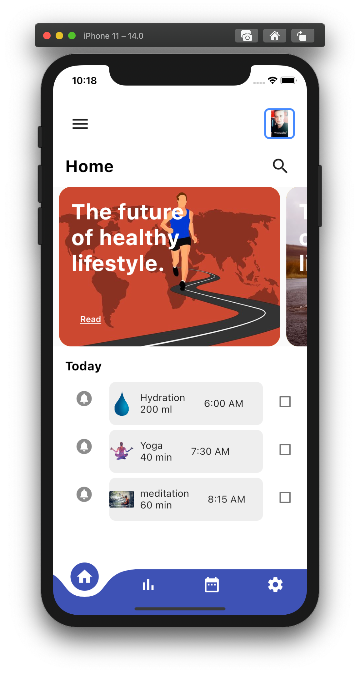 iPhone 11 – 14.0
10:18
Home
The future
of healthy
lifestyle.
Read
Today
Hydration
200 ml
6:00 AM
Yoga
40 min
7:30 AM
meditation
60 min
8:15 AM